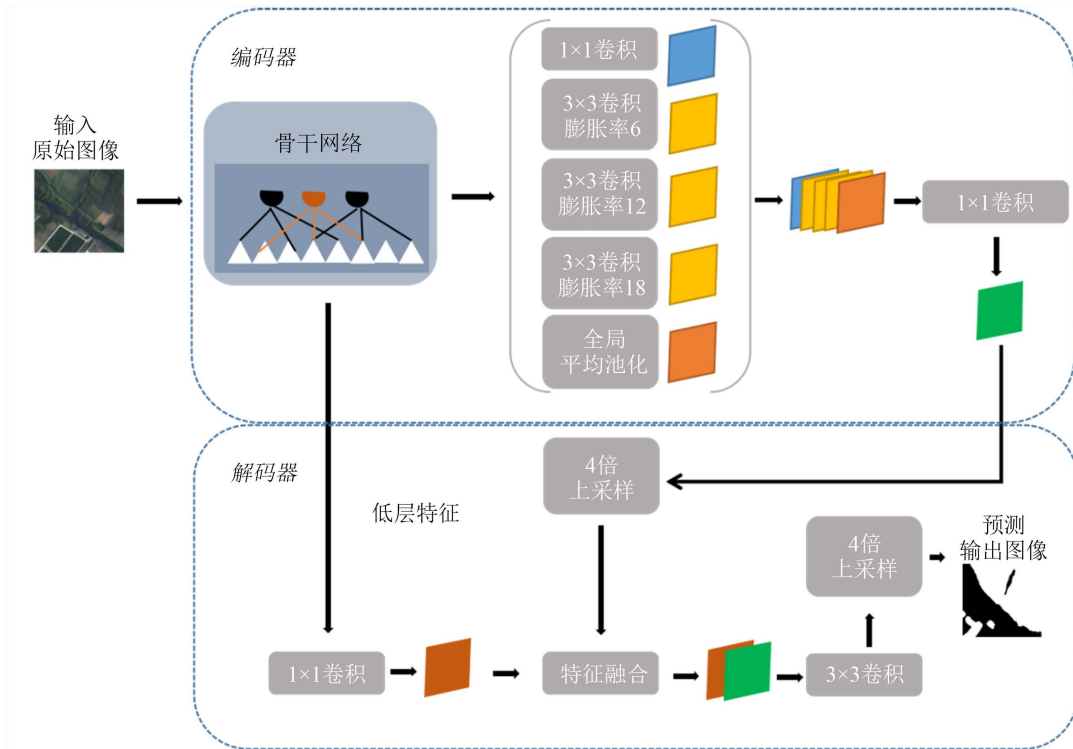 编码器
输入
原始图像
骨干网络
1×1卷积
3×3卷积
膨胀率6
3×3卷积
膨胀率12
3×3卷积
膨胀率18
全局
平均池化
1×1卷积
解码器
低层特征
4倍
上采样
4倍
上采样
预测
输出图像
1×1卷积
特征融合
3×3卷积